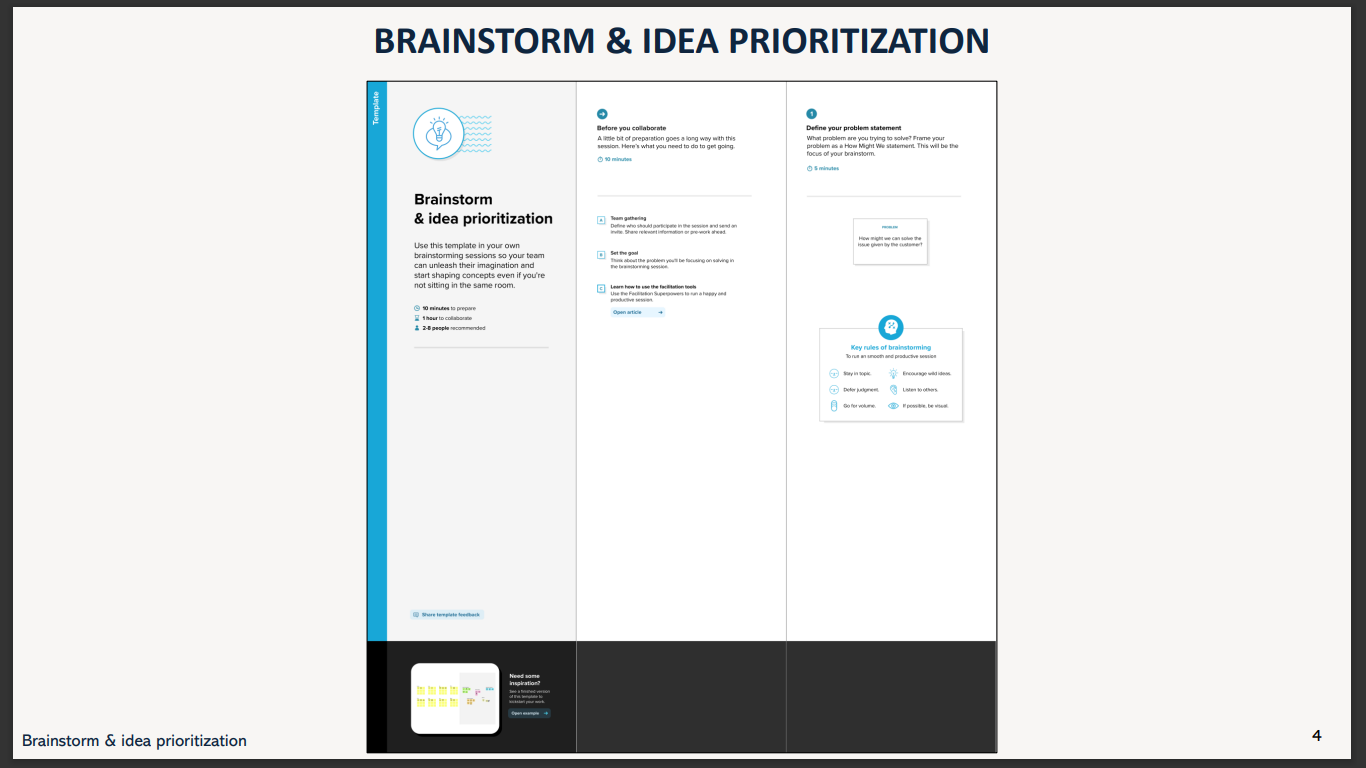 BRAINSTORM & IDEA PRIORITIZATION
Template
Brainstorm
& idea prioritization
Use this template in your own
brainstorming sessions so your team
can unleash their imagination and
start shaping concepts even if you're
not sitting in the same room.
10 minutes to prepare
1 hour to collaborate
2-8 people recommended
Share template feedback
Before you collaborate
A little bit of preparation goes a long way with this
session. Here's what you need to do to get going.
10 minutes
A
Team gathering
Define who should participate in the session and send an
invite. Share relevant information or pre-work ahead.
B
Set the goal
Think about the problem you'll be focusing on solving in
the brainstorming session.
C
Learn how to use the facilitation tools
Use the Facilitation Superpowers to run a happy and
productive session.
Open article
1
Define your problem statement
What problem are you trying to solve? Frame your
problem as a How Might We statement. This will be the
focus of your brainstorm.
5 minutes
PROBLEM
How might we can solve the
issue given by the customer?
Key rules of brainstorming
To run an smooth and productive session
Stay in topic.
Encourage wild ideas.
Defer judgment.
Listen to others.
Go for volume.
If possible, be visual.
Need some
inspiration?
See a finished version
of this template to
kickstart your work.
Open example
Brainstorm & idea prioritization
4